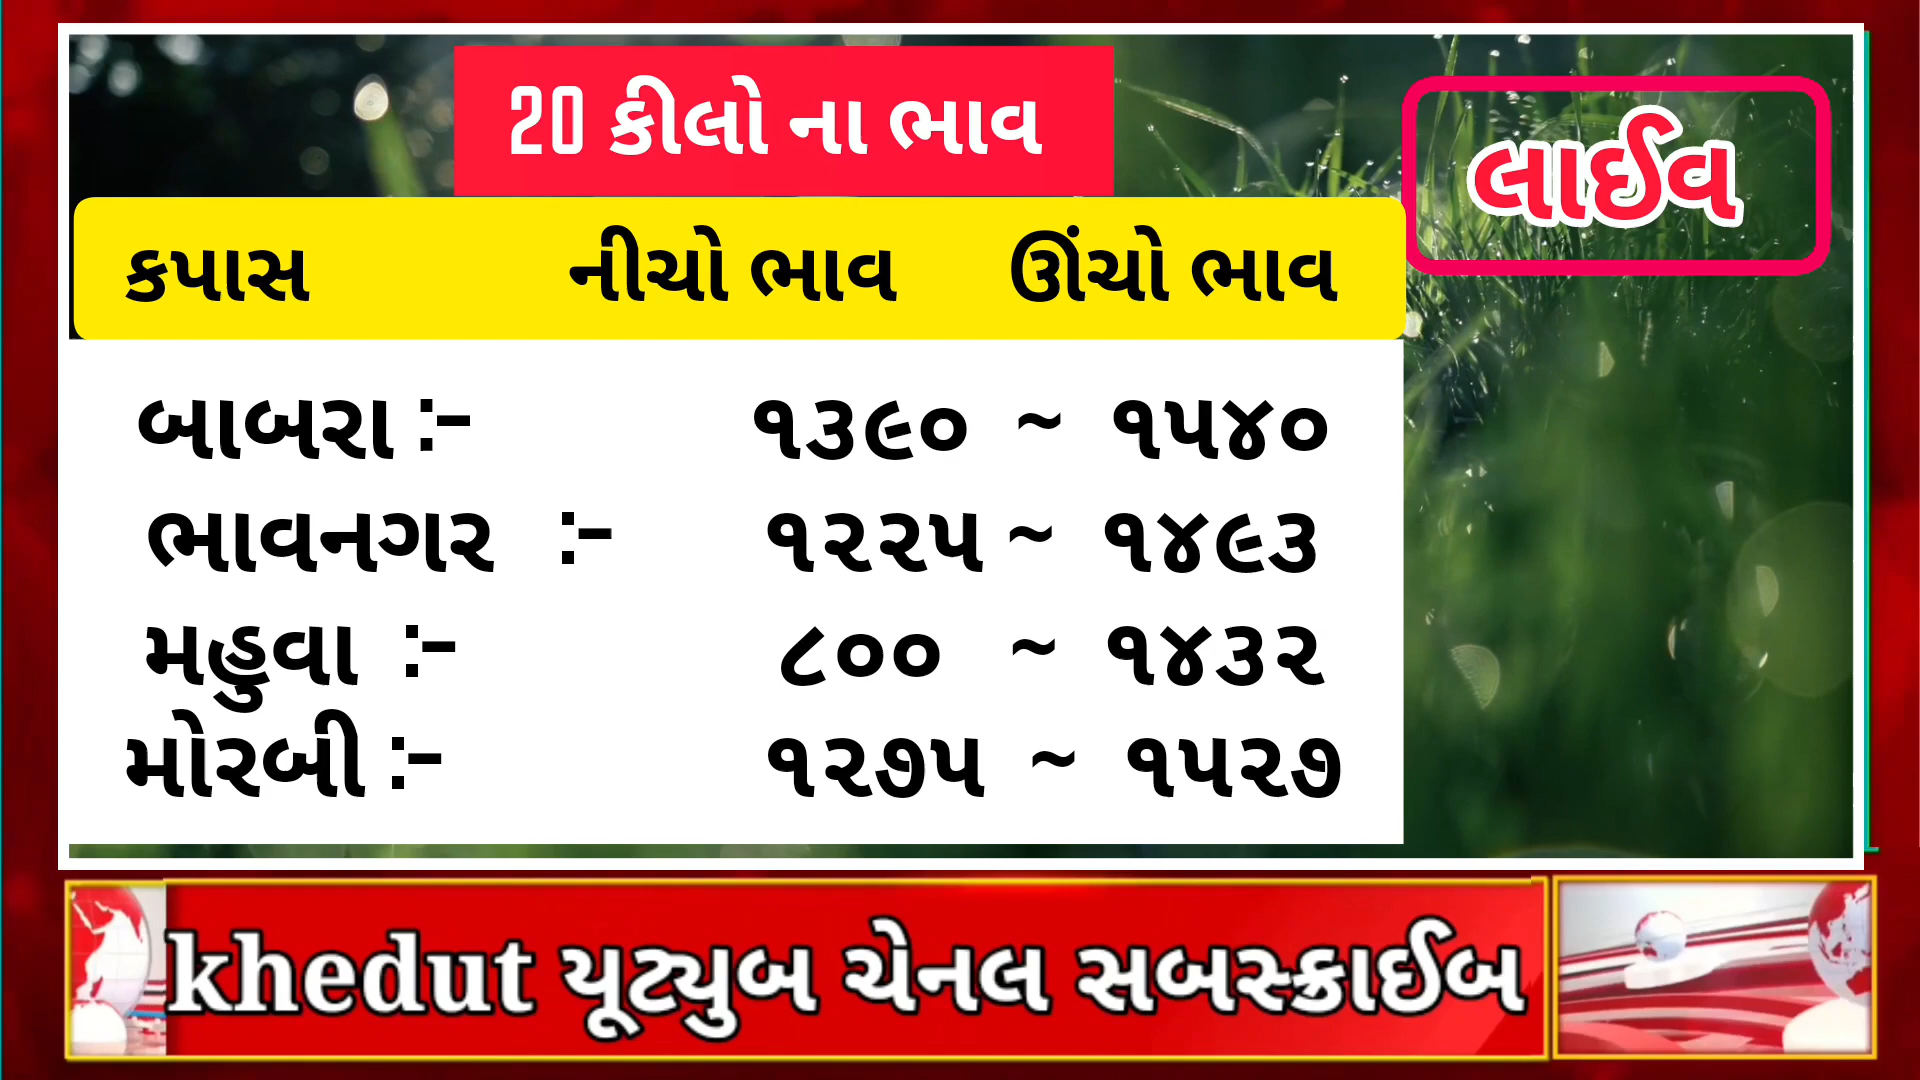 20 કીલો ના ભાવ
લાઈવ
કપાસ નીચો ભાવ ઊંચો ભાવ
બાબરા :- ૧૩૯૦ ~ ૧૫૪૦
ભાવનગર :- ૧૨૨૫ ~ ૧૪૯૩
મહુવા :- ૮૦૦ ~ ૧૪૩૨
મોરબી :- ૧૨૭૫ ~ ૧૫૨૭
khedut યૂટ્યુબ ચેનલ સબસ્ક્રાઈબ